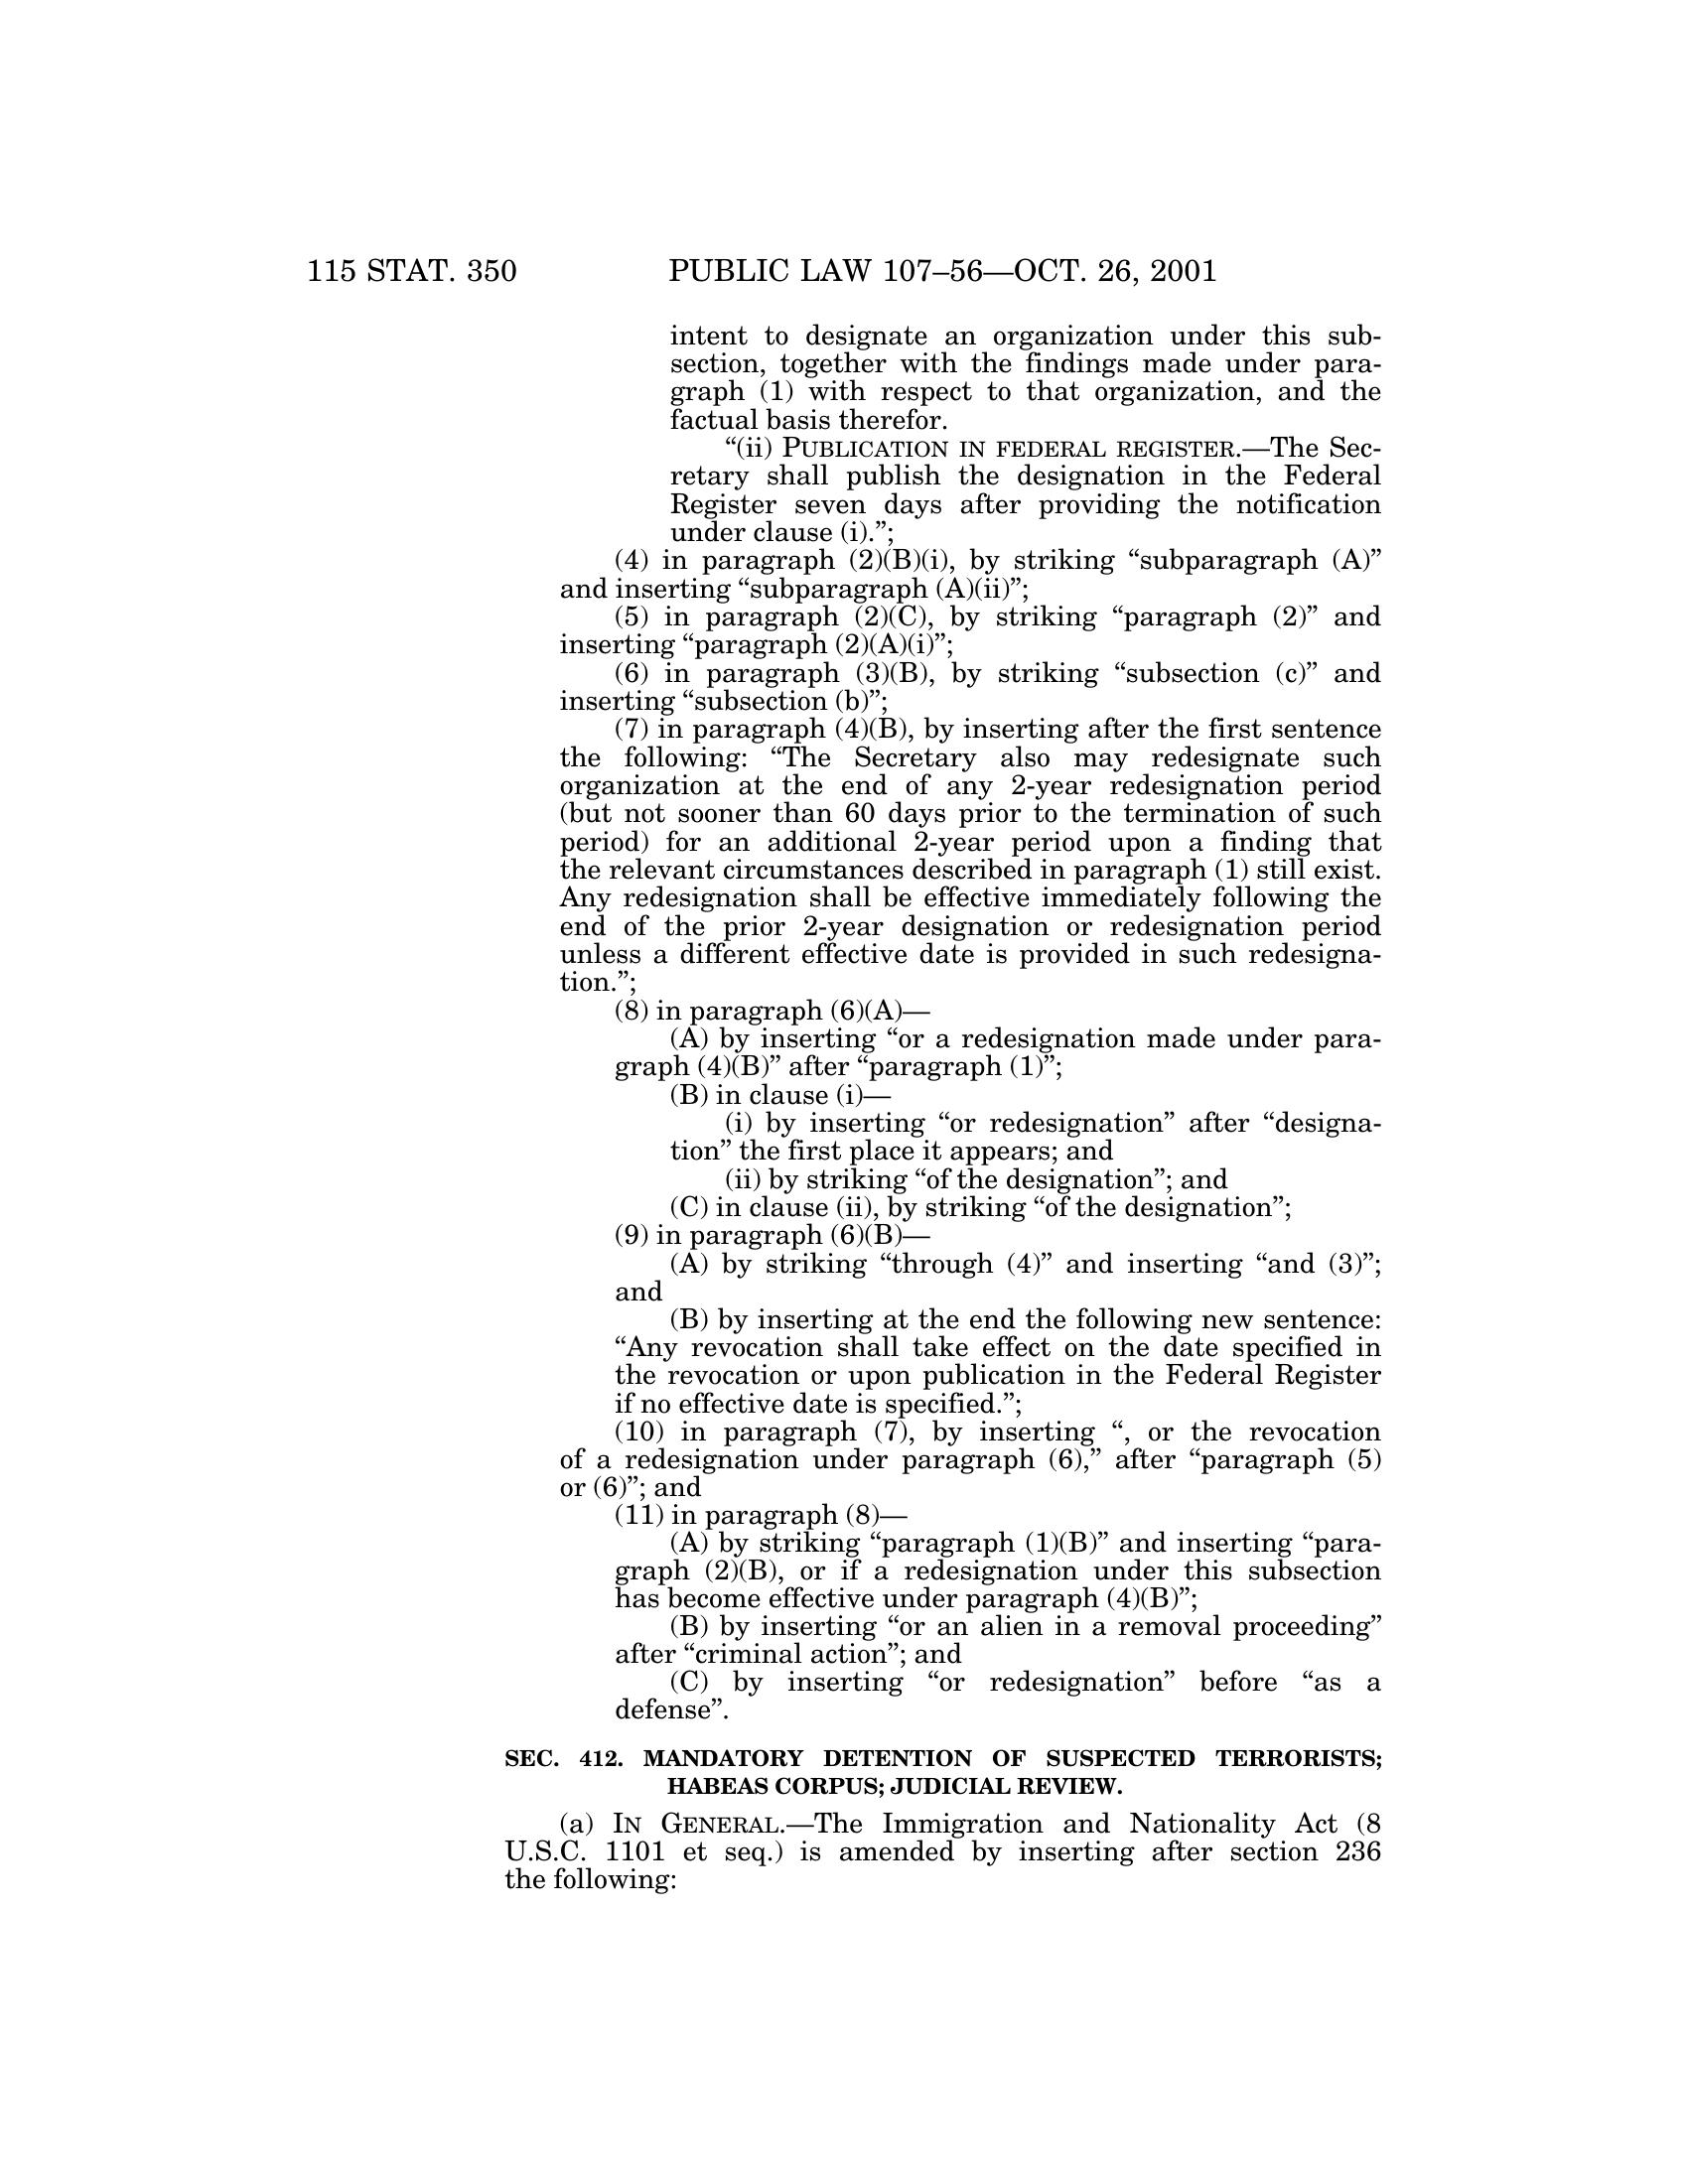 115 STAT. 350 PUBLIC LAW 107–56—OCT. 26, 2001
intent to designate an organization under this sub-
section, together with the findings made under para-
graph (1) with respect to that organization, and the
factual basis therefor.
“(ii) PUBLICATION IN FEDERAL REGISTER.—The Sec-
retary shall publish the designation in the Federal
Register seven days after providing the notification
under clause (i).”;
(4) in paragraph (2)(B)(i), by striking “subparagraph (A)”
and inserting “subparagraph (A)(ii)”;
(5) in paragraph (2)(C), by striking “paragraph (2)” and
inserting “paragraph (2)(A)(i)”;
(6) in paragraph (3)(B), by striking “subsection (c)” and
inserting “subsection (b)”;
(7) in paragraph (4)(B), by inserting after the first sentence
the following: “The Secretary also may redesignate such
organization at the end of any 2-year redesignation period
(but not sooner than 60 days prior to the termination of such
period) for an additional 2-year period upon a finding that
the relevant circumstances described in paragraph (1) still exist.
Any redesignation shall be effective immediately following the
end of the prior 2-year designation or redesignation period
unless a different effective date is provided in such redesigna-
tion.”;
(8) in paragraph (6)(A)—
(A) by inserting “or a redesignation made under para-
graph (4)(B)” after “paragraph (1)”;
(B) in clause (i)—
(i) by inserting “or redesignation” after “designa-
tion” the first place it appears; and
(ii) by striking “of the designation”; and
(C) in clause (ii), by striking “of the designation”;
(9) in paragraph (6)(B)—
(A) by striking “through (4)” and inserting “and (3)”;
and
(B) by inserting at the end the following new sentence:
“Any revocation shall take effect on the date specified in
the revocation or upon publication in the Federal Register
if no effective date is specified.”;
(10) in paragraph (7), by inserting “, or the revocation
of a redesignation under paragraph (6),” after “paragraph (5)
or (6)”; and
(11) in paragraph (8)—
(A) by striking “paragraph (1)(B)” and inserting “para-
graph (2)(B), or if a redesignation under this subsection
has become effective under paragraph (4)(B)”;
(B) by inserting “or an alien in a removal proceeding”
after “criminal action”; and
(C) by inserting “or redesignation” before “as a
defense”.
SEC. 412. MANDATORY DETENTION OF SUSPECTED TERRORISTS;
HABEAS CORPUS; JUDICIAL REVIEW.
(a) IN GENERAL.—The Immigration and Nationality Act (8
U.S.C. 1101 et seq.) is amended by inserting after section 236
the following: